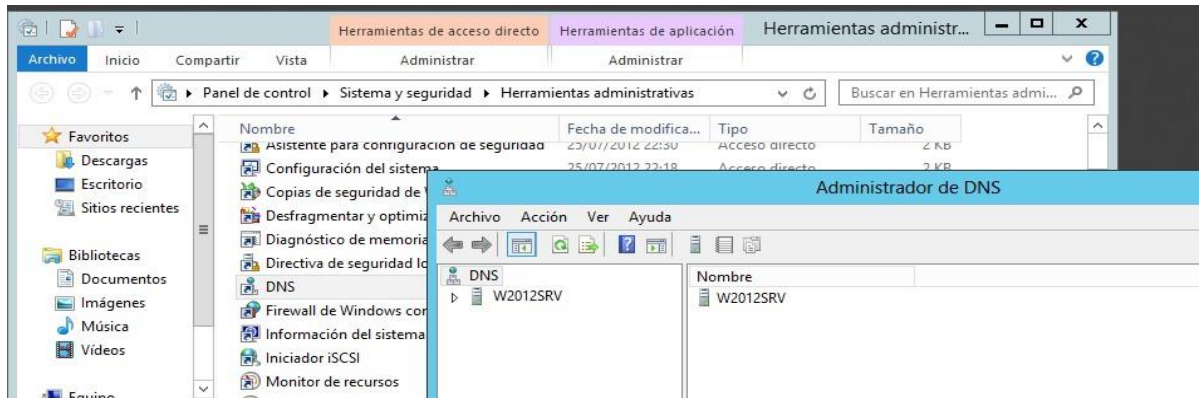 Herramientas de acceso directo Herramientas de aplicación Herramientas administr...
Archivo Inicio Compartir Vista Administrar Administrar
Panel de control Sistema y seguridad Herramientas administrativas Buscar en Herramientas admi...
Favoritos
Descargas
Escritorio
Sitios recientes
Bibliotecas
Documentos
Imágenes
Música
Vídeos
Equipo
Nombre Fecha de modifica... Tipo Tamaño
Asistente para configuración de seguridad 25/07/2012 22:30 Acceso directo 2 KB
Configuración del sistema 25/07/2012 22:18 Acceso directo 2 KB
Copias de seguridad de
Desfragmentar y optimiz
Diagnóstico de memoria
Directiva de seguridad lo
DNS
Firewall de Windows con
Información del sistema
Iniciador iSCSI
Monitor de recursos
Administrador de DNS
Archivo Acción Ver Ayuda
DNS
W2012SRV
Nombre
W2012SRV